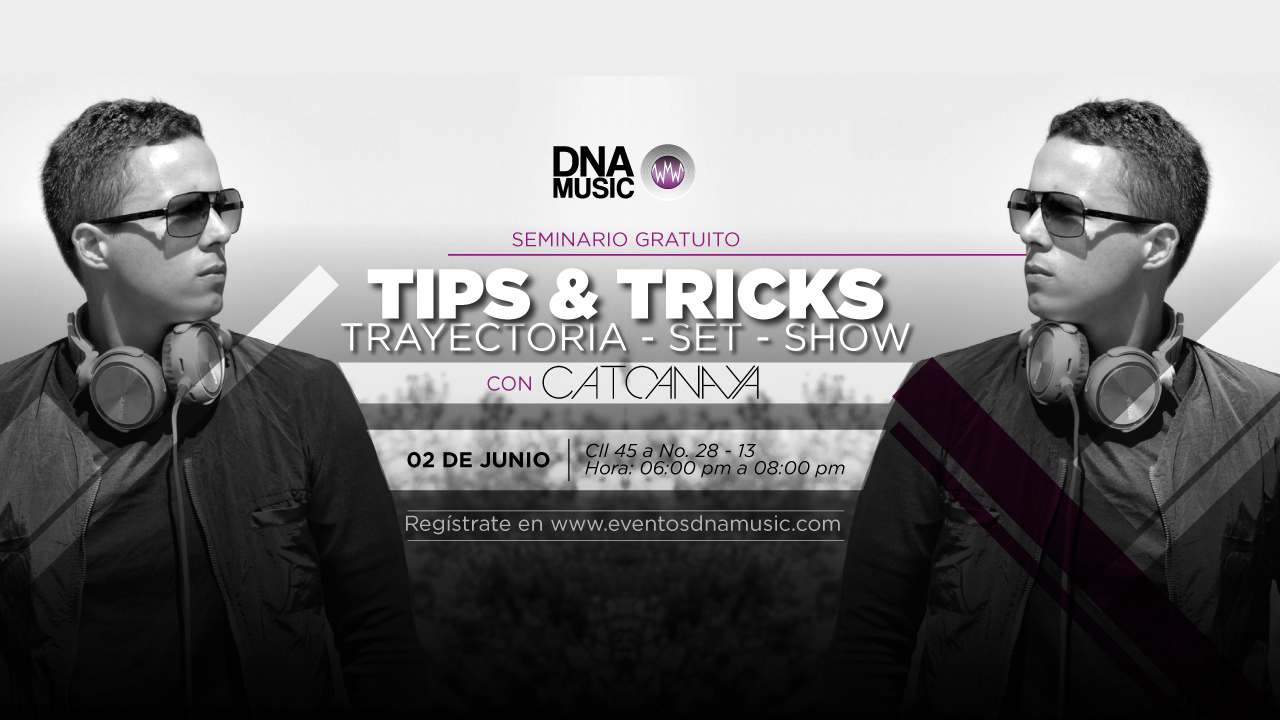 DNA
MUSIC
SEMINARIO GRATUITO
TIPS & TRICKS
TRAYECTORIA - SET - SHOW
CON CATOANAYA
02 DE JUNIO
Cll 45 a No. 28 - 13
Hora: 06:00 pm a 08:00 pm
Regístrate en www.eventosdnamusic.com